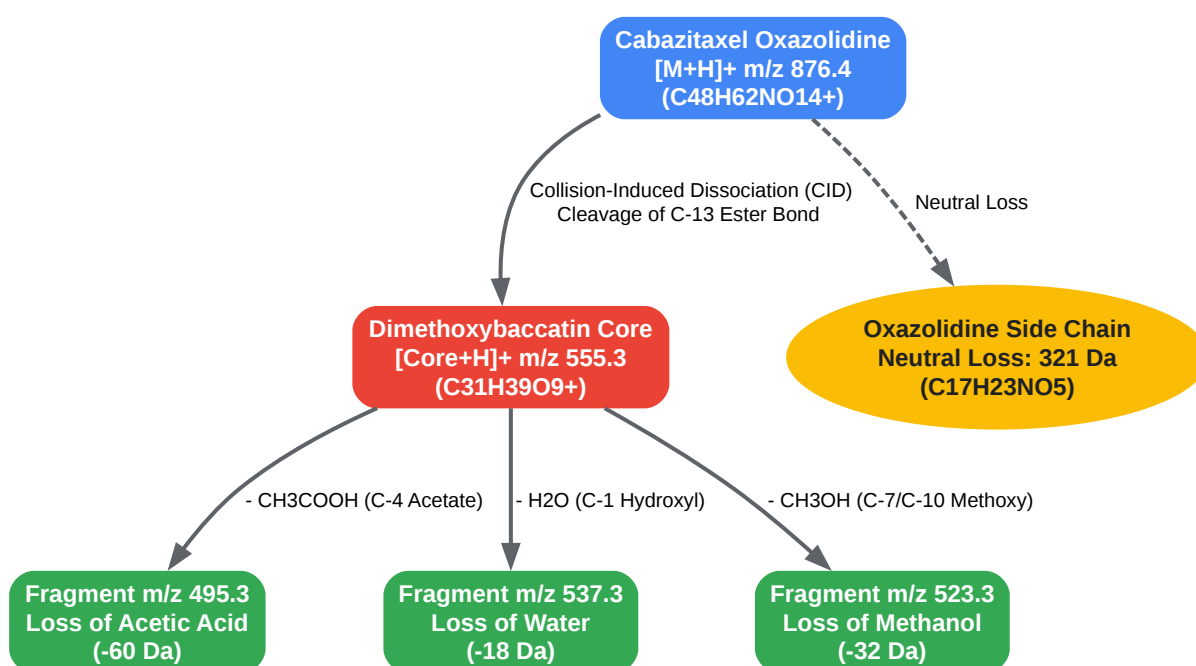 Cabazitaxel Oxazolidine
[M+H]+ m/z 876.4
(C48H62NO14+)
Collision-Induced Dissociation (CID)
Cleavage of C-13 Ester Bond
Neutral Loss
Dimethoxybaccatin Core
[Core+H]+ m/z 555.3
(C31H39O9+)
Oxazolidine Side Chain
Neutral Loss: 321 Da
(C17H23NO5)
- CH3COOH (C-4 Acetate)
- H2O (C-1 Hydroxyl)
- CH3OH (C-7/C-10 Methoxy)
Fragment m/z 495.3
Loss of Acetic Acid
(-60 Da)
Fragment m/z 537.3
Loss of Water
(-18 Da)
Fragment m/z 523.3
Loss of Methanol
(-32 Da)